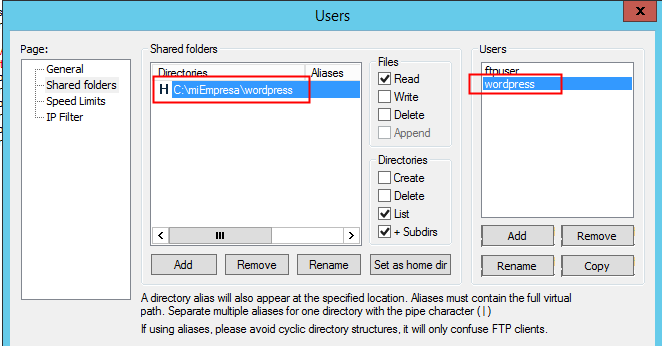 Users
x
Page:
General
Shared folders
Speed Limits
IP Filter
Shared folders
Directories
Aliases
H C:\miEmpresa\wordpress
Files
Read
Write
Delete
Append
Directories
Create
Delete
List
+ Subdirs
Add
Remove
Rename
Set as home dir
Users
ftpuser
wordpress
Add
Remove
Rename
Copy
A directory alias will also appear at the specified location. Aliases must contain the full virtual
path. Separate multiple aliases for one directory with the pipe character (|)
If using aliases, please avoid cyclic directory structures, it will only confuse FTP clients.